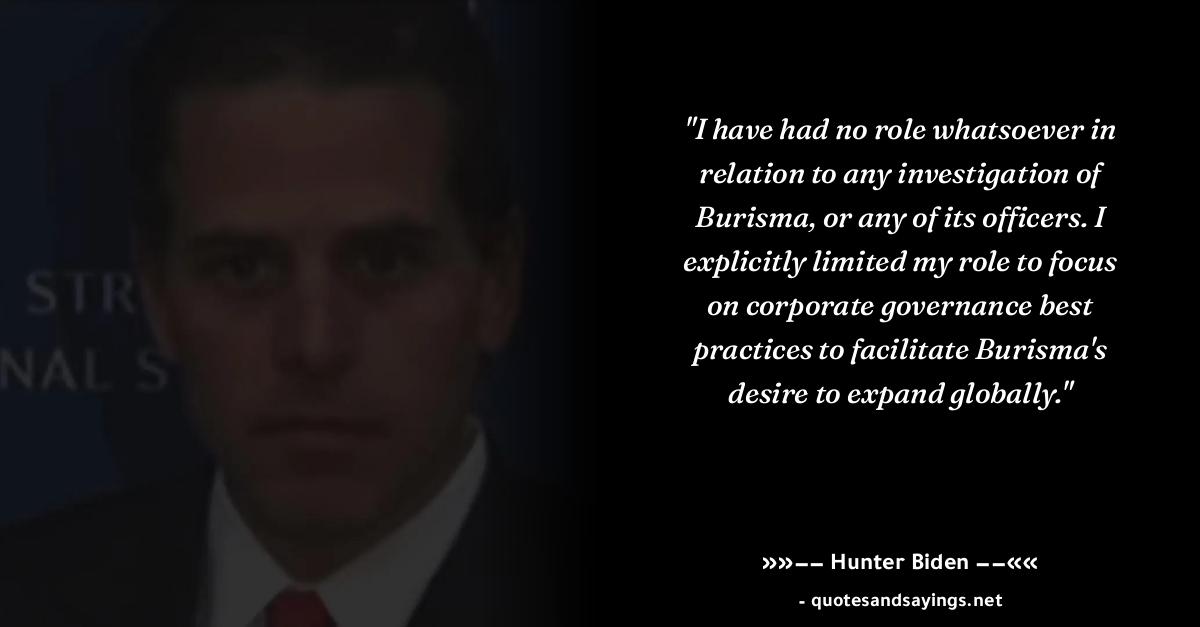 STR
NAL S
"I have had no role whatsoever in
relation to any investigation of
Burisma, or any of its officers. I
explicitly limited my role to focus
on corporate governance best
practices to facilitate Burisma's
desire to expand globally."
»»–– Hunter Biden ––««
- quotesandsayings.net